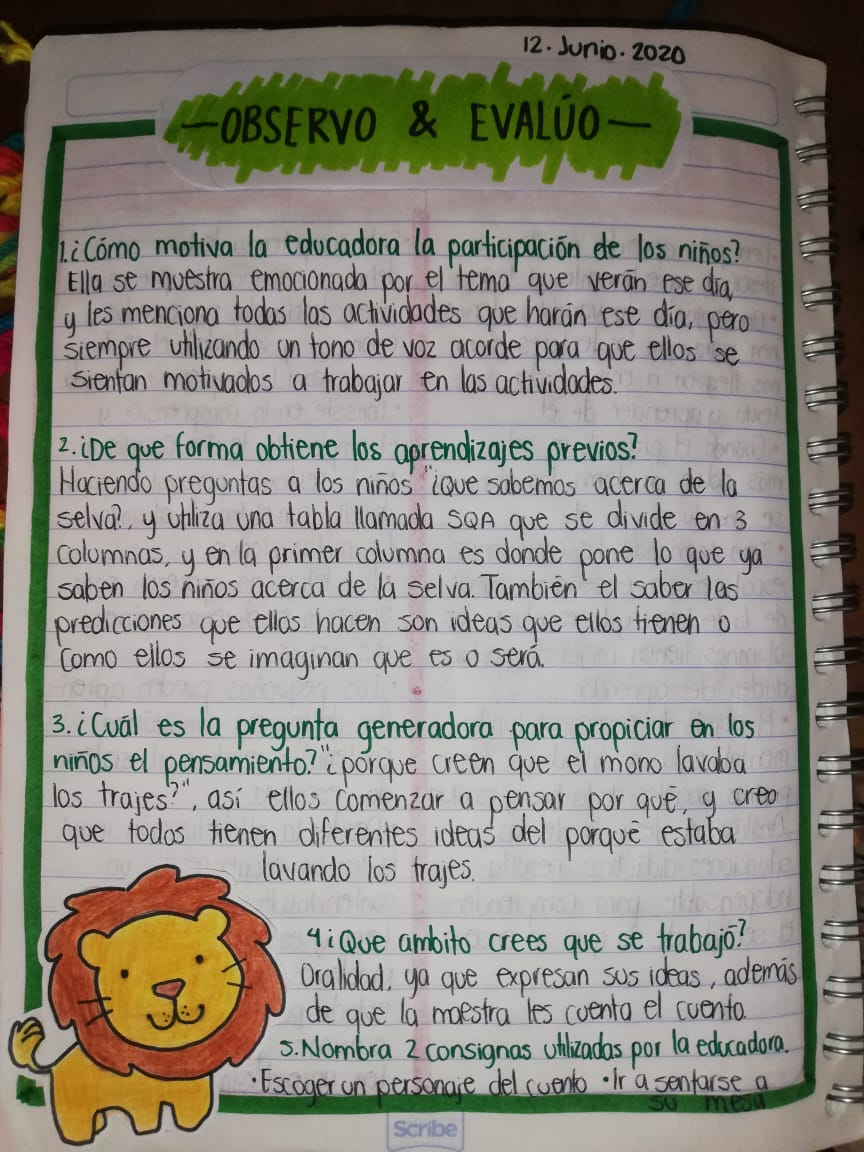 12. Junio. 2020
—OBSERVO & EVALÚO—
1.¿Cómo motiva la educadora la participación de los niños?
Ella se muestra emocionada por el tema que verán ese día,
y les menciona todas las actividades que harán ese día, pero
siempre utilizando un tono de voz acorde para que ellos se
sientan motivados a trabajar en las actividades.
2.¿De que forma obtiene los aprendizajes previos?
Haciendo preguntas a los niños "¿que sabemos acerca de la
selva?, y utiliza una tabla llamada SQA que se divide en 3
columnas, y en la primer columna es donde pone lo que ya
saben los niños acerca de la selva. También el saber las
predicciones que ellos hacen son ideas que ellos tienen o
como ellos se imaginan que es o será.
3.¿Cuál es la pregunta generadora para propiciar en los
niños el pensamiento? "¿porque creen que el mono lavaba
los trajes?", así ellos comenzar a pensar por qué, y creo
que todos tienen diferentes ideas del porqué estaba
lavando los trajes.
4¿Que ambito crees que se trabajó?
Oralidad, ya que expresan sus ideas, además
de que la maestra les cuenta el cuento.
5.Nombra 2 consignas utilizadas por la educadora.
•Escoger un personaje del cuento •Ir a sentarse a
su mesa
Scribe